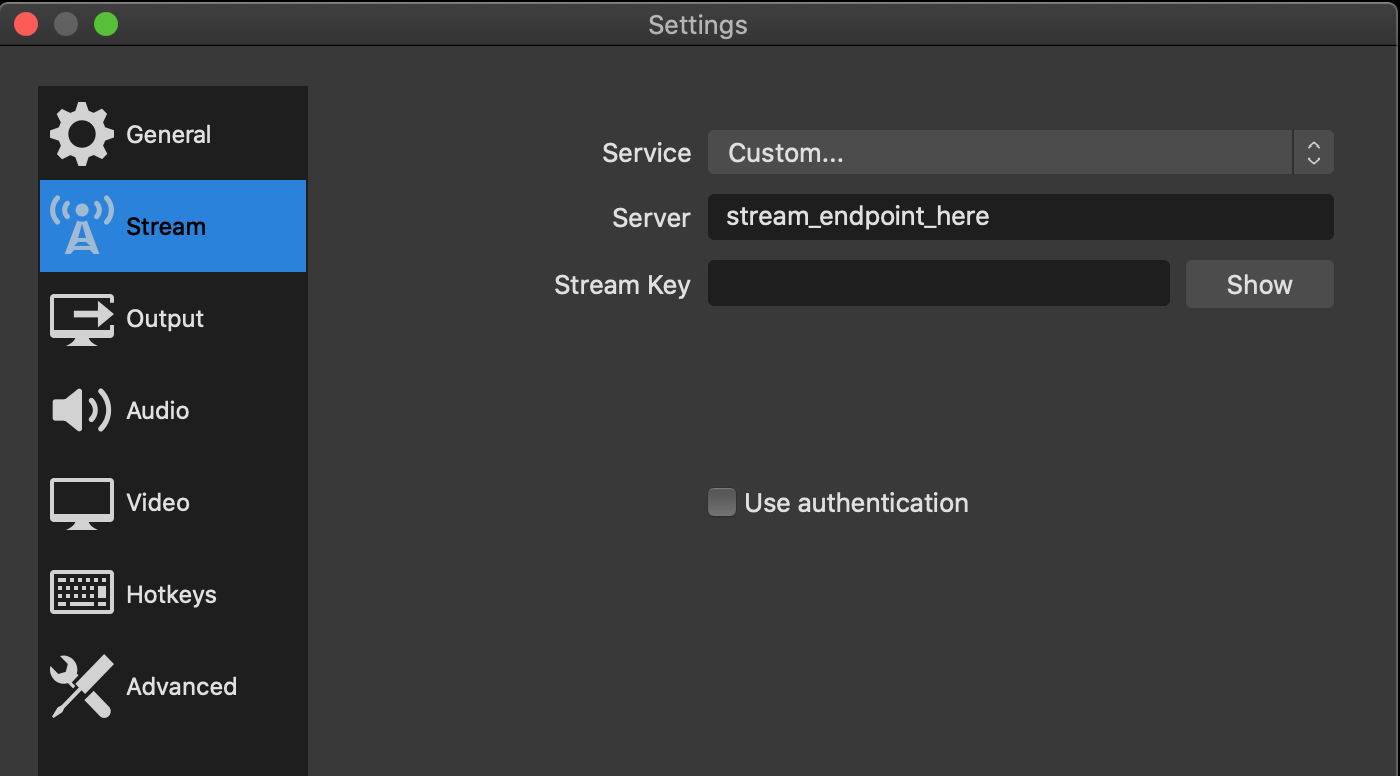 Settings
General
Stream
Output
Audio
Video
Hotkeys
Advanced
Service Custom...
Server stream_endpoint_here
Stream Key Show
Use authentication